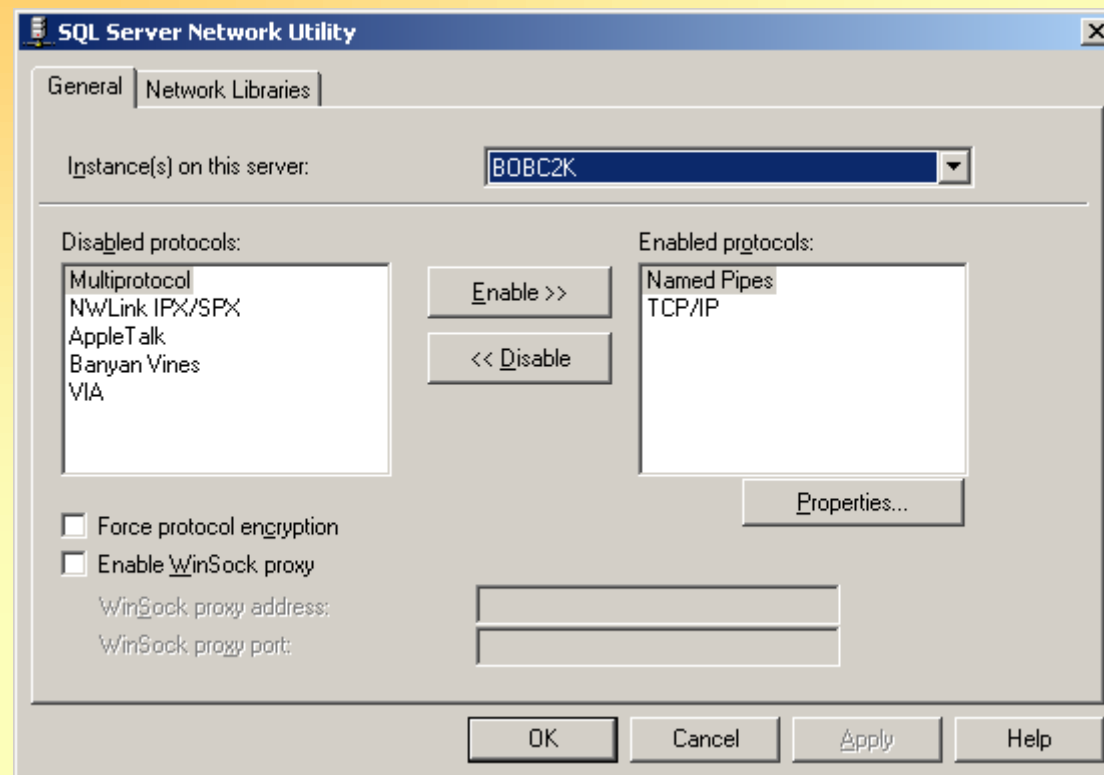 SQL Server Network Utility
General
Network Libraries
Instance(s) on this server:
BOBC2K
Disabled protocols:
Multiprotocol
NWLink IPX/SPX
AppleTalk
Banyan Vines
VIA
Enable >>
<< Disable
Enabled protocols:
Named Pipes
TCP/IP
Properties...
Force protocol encryption
Enable WinSock proxy
WinSock proxy address:
WinSock proxy port:
OK
Cancel
Apply
Help